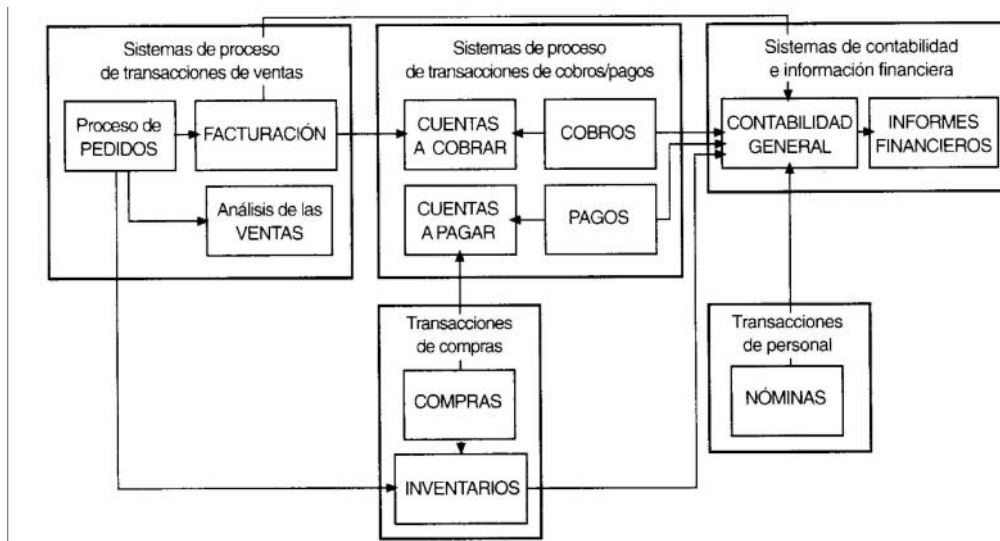 Sistemas de proceso
de transacciones de ventas
Proceso de
PEDIDOS
FACTURACIÓN
Análisis de las
VENTAS
Sistemas de proceso
de transacciones de cobros/pagos
CUENTAS
A COBRAR
COBROS
CUENTAS
A PAGAR
PAGOS
Sistemas de contabilidad
e información financiera
CONTABILIDAD
GENERAL
INFORMES
FINANCIEROS
Transacciones
de compras
COMPRAS
INVENTARIOS
Transacciones
de personal
NÓMINAS